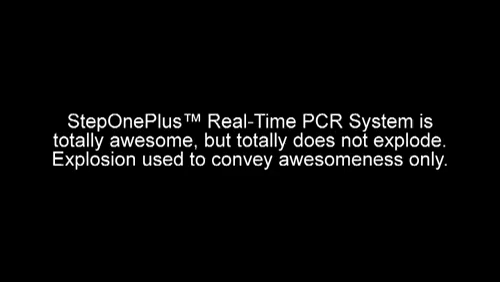 StepOnePlus™ Real-Time PCR System is
totally awesome, but totally does not explode.
Explosion used to convey awesomeness only.